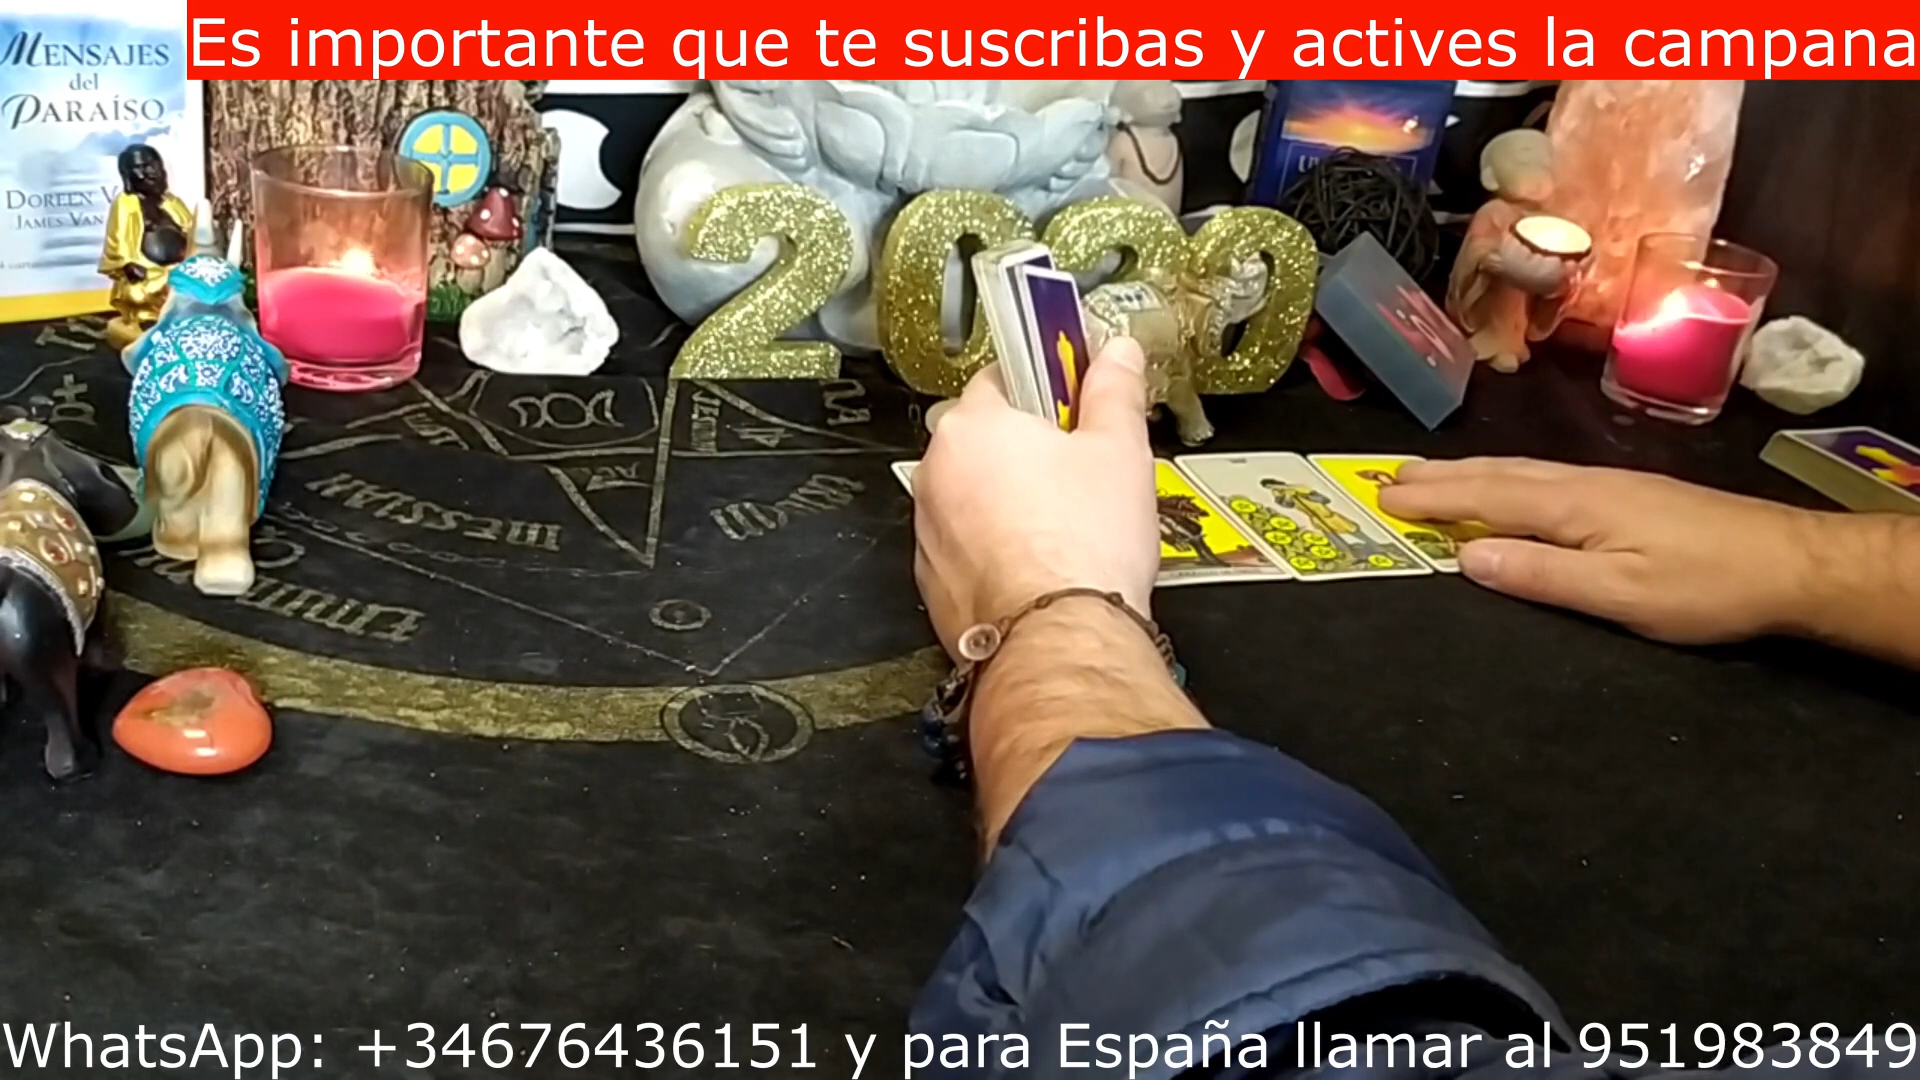 Es importante que te suscribas y actives la campana
MENSAJES
del
PARAÍSO
DOREEN
JAMES VAN
2020
MESSIAH
WhatsApp: +34676436151 y para España llamar al 951983849